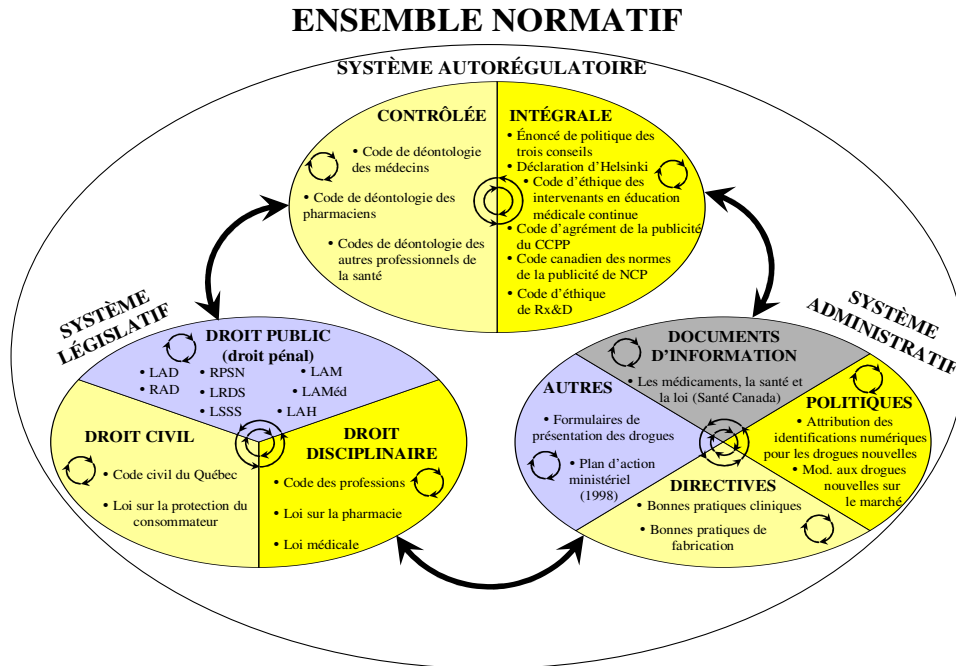 ENSEMBLE NORMATIF
SYSTÈME AUTORÉGULATOIRE
CONTRÔLÉE
• Code de déontologie
des médecins
• Code de déontologie des
pharmaciens
• Codes de déontologie des
autres professionnels de
la santé
INTÉGRALE
• Énoncé de politique des
trois conseils
• Déclaration d'Helsinki
• Code d'éthique des
intervenants en éducation
médicale continue
• Code d'agrément de la publicité
du CCPP
• Code canadien des normes
de la publicité de NCP
• Code d'éthique
de Rx&D
SYSTÈME
LÉGISLATIF
DROIT PUBLIC
(droit pénal)
• LAD
• RAD
• RPSN
• LRDS
• LSSS
• LAM
• LAMéd
• LAH
DROIT CIVIL
• Code civil du Québec
• Loi sur la protection du
consommateur
DROIT
DISCIPLINAIRE
• Code des professions
• Loi sur la pharmacie
• Loi médicale
SYSTÈME
ADMINISTRATIF
DOCUMENTS
D'INFORMATION
• Les médicaments, la santé et
la loi (Santé Canada)
AUTRES
• Formulaires de
présentation des drogues
• Plan d'action
ministériel
(1998)
POLITIQUES
• Attribution des
identifications numériques
pour les drogues nouvelles
• Mod. aux drogues
nouvelles sur
le marché
DIRECTIVES
• Bonnes pratiques cliniques
• Bonnes pratiques de
fabrication